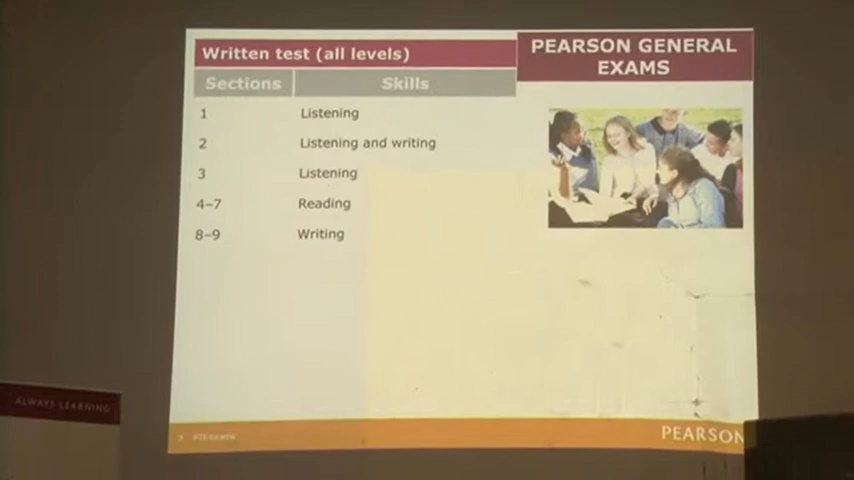 Written test (all levels)
PEARSON GENERAL
EXAMS
Sections Skills
1 Listening
2 Listening and writing
3 Listening
4–7 Reading
8–9 Writing
ALWAYS LEARNING
PEARSON